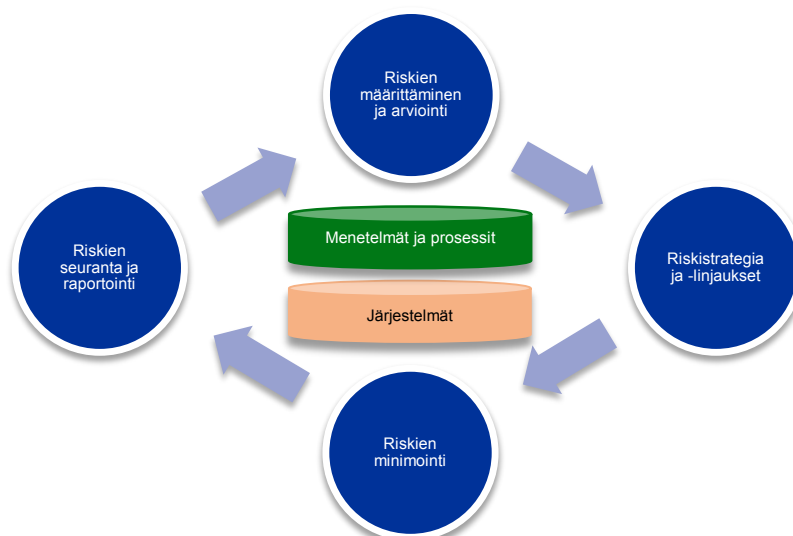 Riskien
määrittäminen
ja arviointi
Menetelmät ja prosessit
Riskien
seuranta ja
raportointi
Riskistrategia
ja -linjaukset
Järjestelmät
Riskien
minimointi